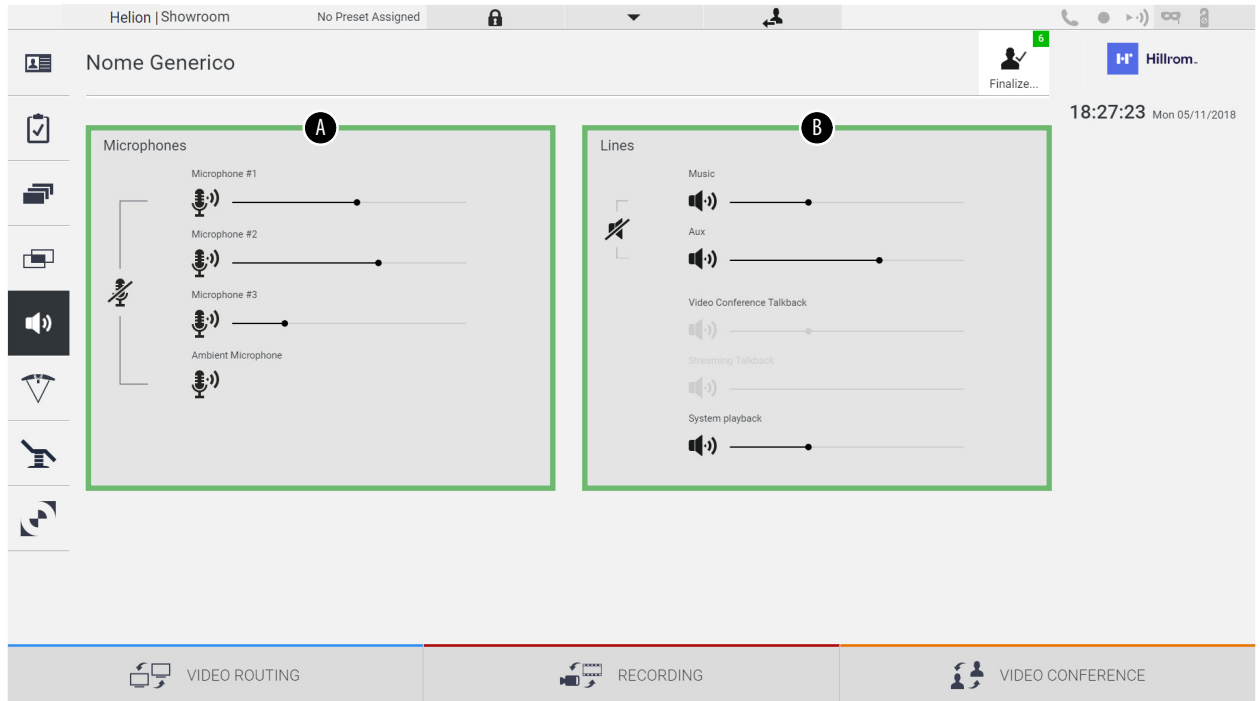 Helion | Showroom
No Preset Assigned
Nome Generico
6
Finalize...
Hillrom™
18:27:23 Mon 05/11/2018
A
Microphones
Microphone #1
Microphone #2
Microphone #3
Ambient Microphone
B
Lines
Music
Aux
Video Conference Talkback
Streaming Talkback
System playback
VIDEO ROUTING
RECORDING
VIDEO CONFERENCE